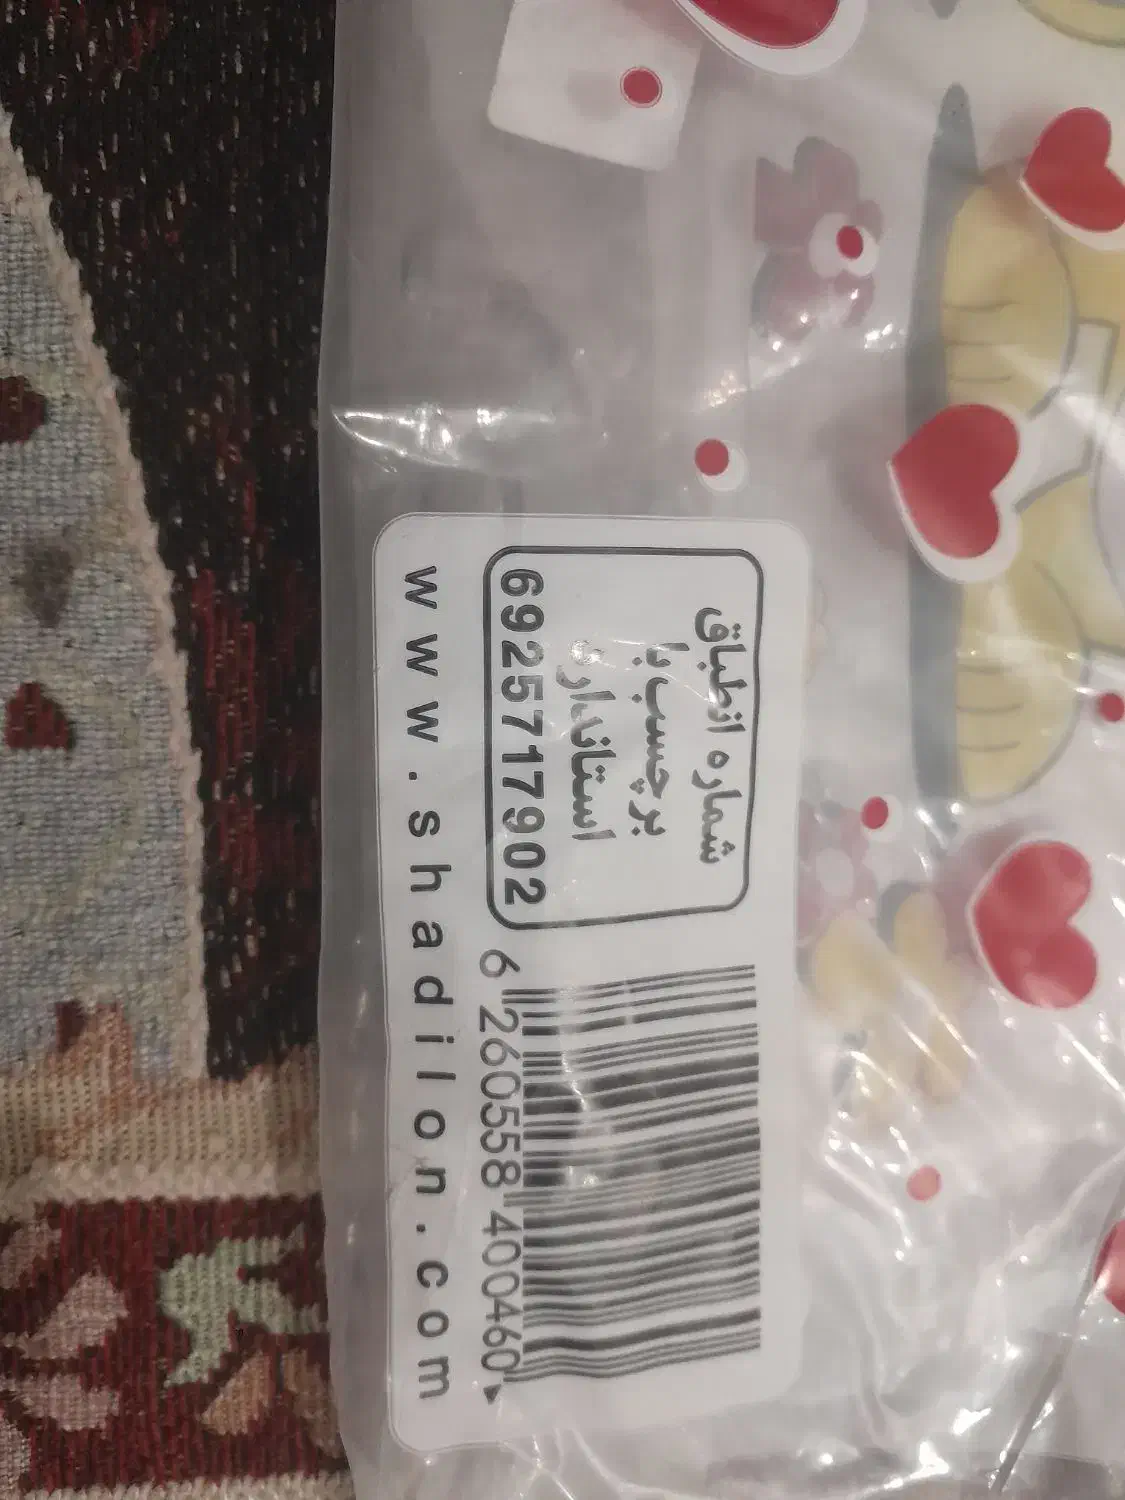 شماره انطباق
برچسب با
استاندارد
6925717902
6 260558 400460
www.shadilon.com